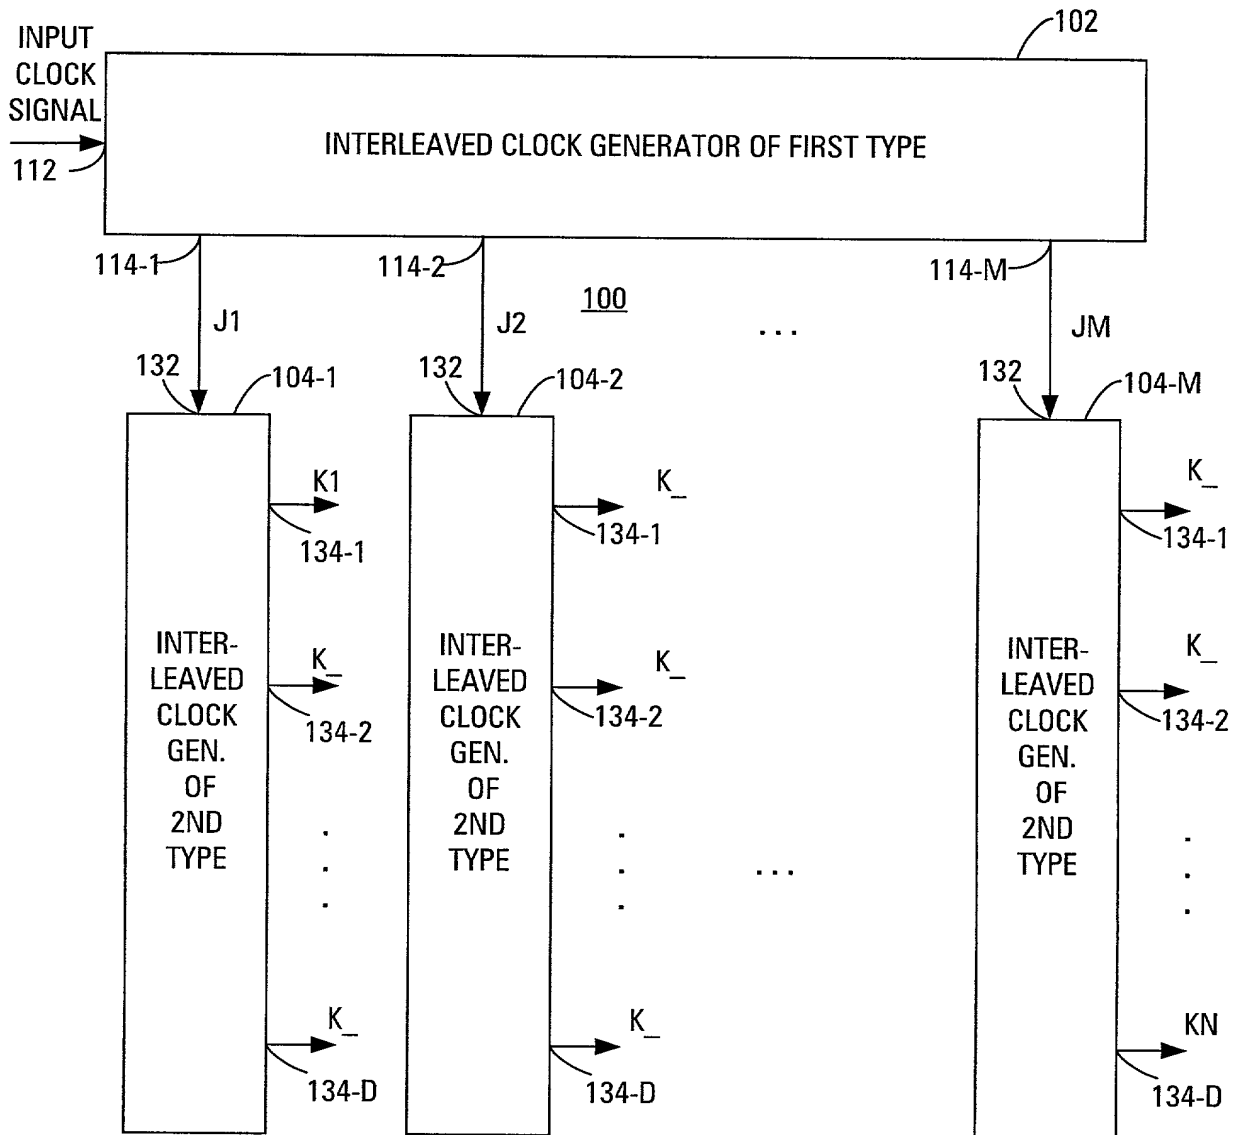 102
INPUT
CLOCK
SIGNAL
112
INTERLEAVED CLOCK GENERATOR OF FIRST TYPE
114-1
114-2
114-M
100
J1
J2
. . .
JM
132
104-1
132
104-2
132
104-M
K1
134-1
K_
134-1
K_
134-1
INTER-
LEAVED
CLOCK
GEN.
OF
2ND
TYPE
K_
134-2
INTER-
LEAVED
CLOCK
GEN.
OF
2ND
TYPE
K_
134-2
. . .
INTER-
LEAVED
CLOCK
GEN.
OF
2ND
TYPE
K_
134-2
K_
134-D
K_
134-D
KN
134-D